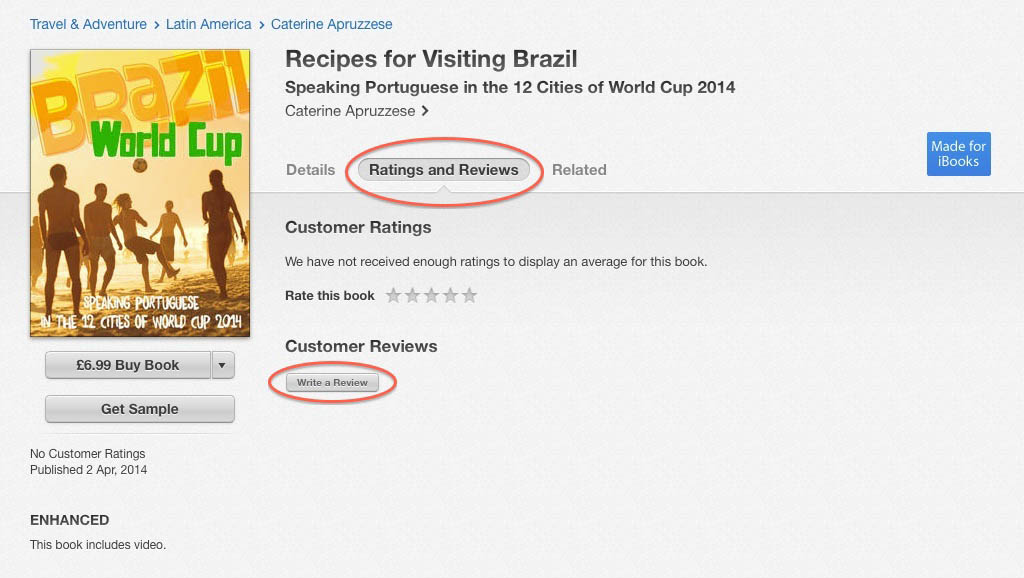 Travel & Adventure > Latin America > Caterine Apruzzese
Brazil
World Cup
SPEAKING PORTUGUESE
IN THE 12 CITIES OF WORLD CUP 2014
£6.99 Buy Book
Get Sample
No Customer Ratings
Published 2 Apr, 2014
ENHANCED
This book includes video.
Recipes for Visiting Brazil
Speaking Portuguese in the 12 Cities of World Cup 2014
Caterine Apruzzese >
Details Ratings and Reviews Related
Made for
iBooks
Customer Ratings
We have not received enough ratings to display an average for this book.
Rate this book
Customer Reviews
Write a Review